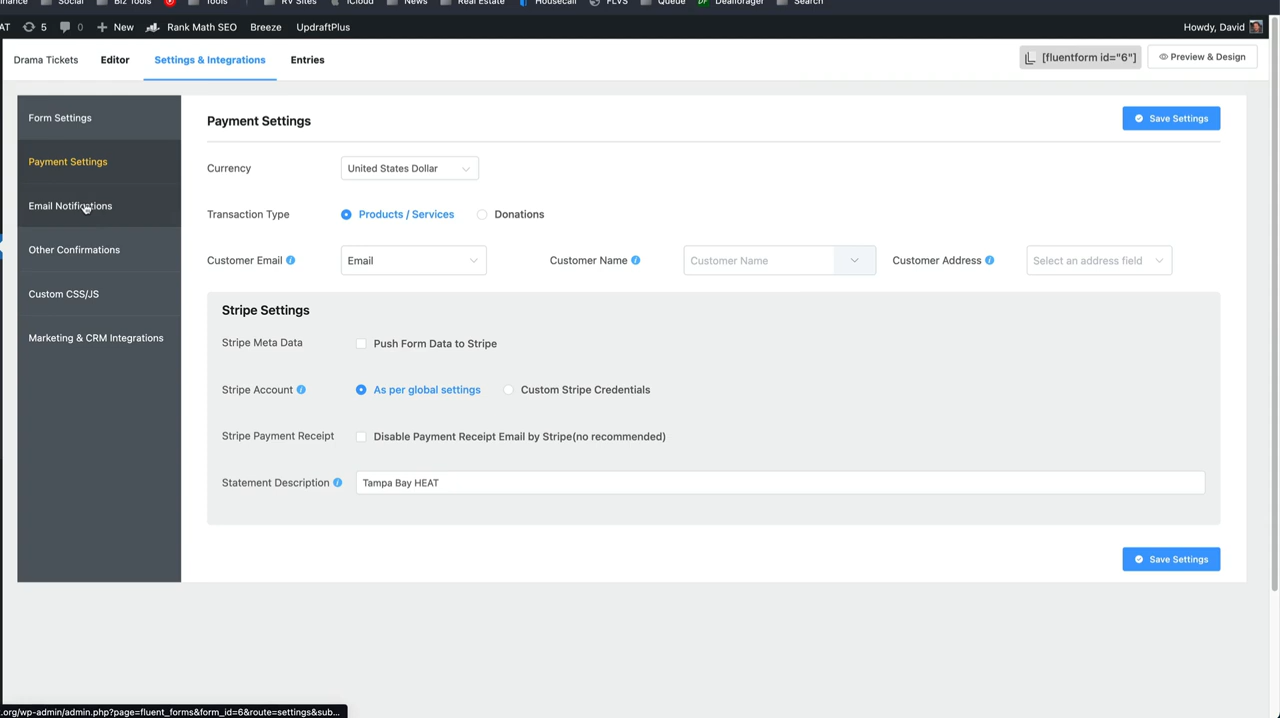 inance Social Biz Tools Tools RV Sites iCloud News Real Estate Housecall FLVS Queue DF Dealforager Search
AT 5 0 New Rank Math SEO Breeze UpdraftPlus Howdy, David
Drama Tickets Editor Settings & Integrations Entries [fluentform id="6"] Preview & Design
Form Settings
Payment Settings
Email Notifications
Other Confirmations
Custom CSS/JS
Marketing & CRM Integrations
Payment Settings Save Settings
Currency United States Dollar
Transaction Type Products / Services Donations
Customer Email Email Customer Name Customer Name Customer Address Select an address field
Stripe Settings
Stripe Meta Data Push Form Data to Stripe
Stripe Account As per global settings Custom Stripe Credentials
Stripe Payment Receipt Disable Payment Receipt Email by Stripe(no recommended)
Statement Description Tampa Bay HEAT
Save Settings
.org/wp-admin/admin.php?page=fluent_forms&form_id=6&route=settings&sub...